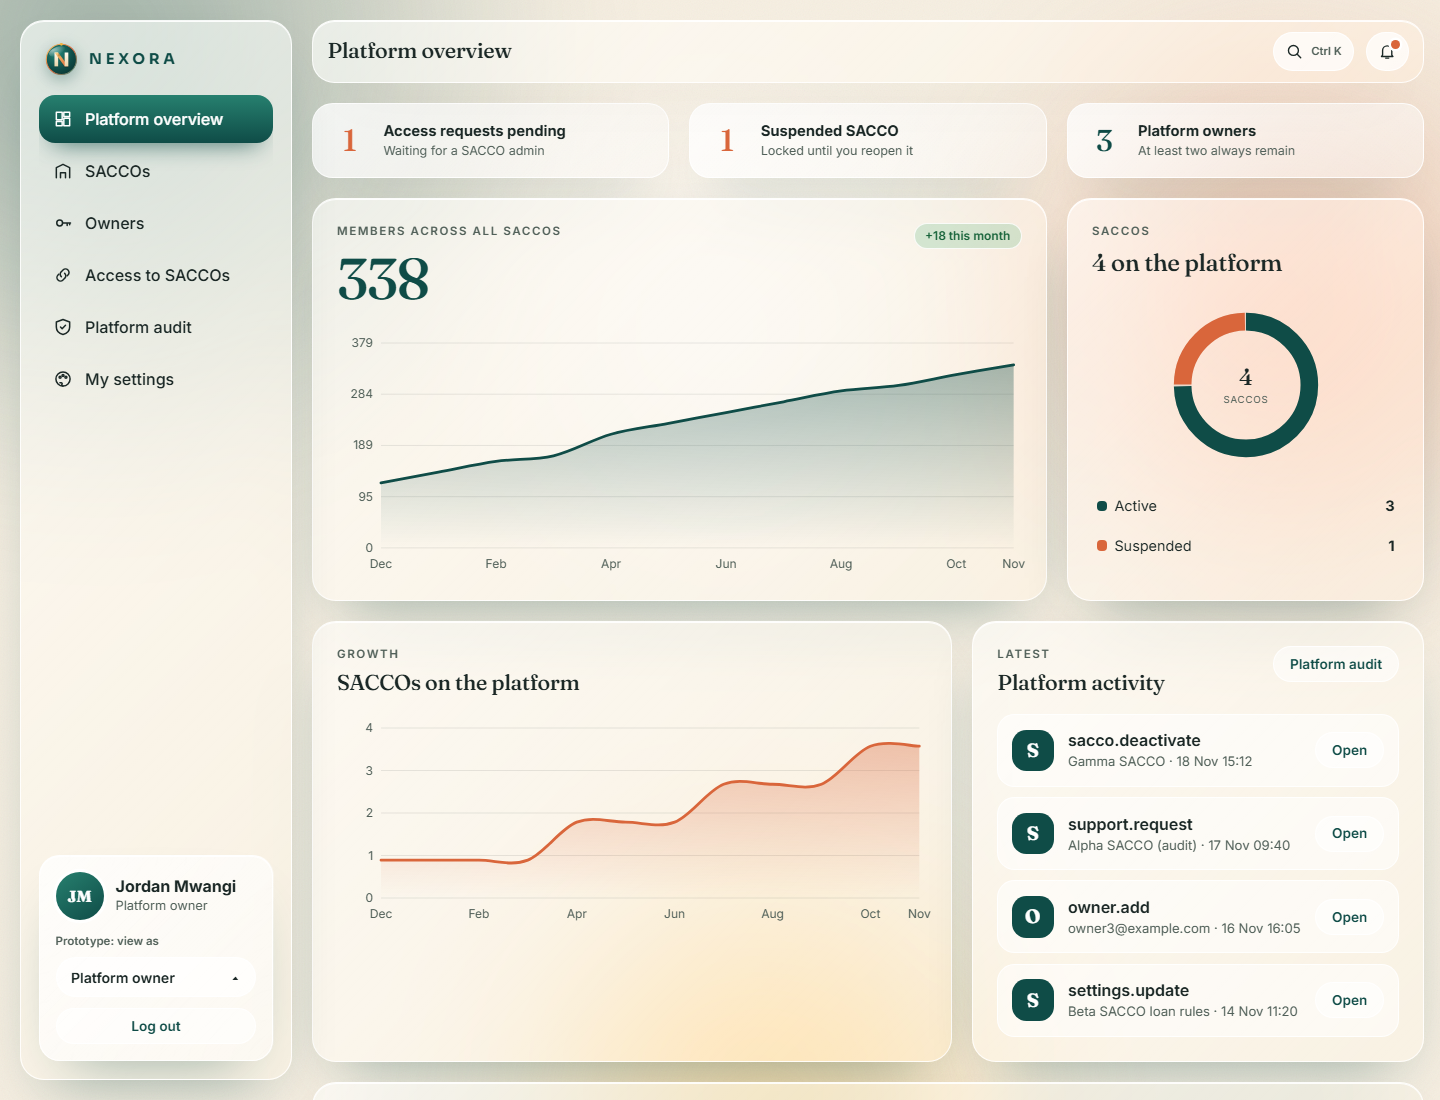 NEXORA
Platform overview
SACCOs
Owners
Access to SACCOs
Platform audit
My settings
JM
Jordan Mwangi
Platform owner
Prototype: view as
Platform owner
Log out
Platform overview
Ctrl K
1
Access requests pending
Waiting for a SACCO admin
1
Suspended SACCO
Locked until you reopen it
3
Platform owners
At least two always remain
MEMBERS ACROSS ALL SACCOS
+18 this month
338
379
284
189
95
0
Dec Feb Apr Jun Aug Oct Nov
SACCOS
4 on the platform
4
SACCOS
Active 3
Suspended 1
GROWTH
SACCOs on the platform
4
3
2
1
0
Dec Feb Apr Jun Aug Oct Nov
LATEST
Platform activity
Platform audit
S
sacco.deactivate
Gamma SACCO · 18 Nov 15:12
Open
S
support.request
Alpha SACCO (audit) · 17 Nov 09:40
Open
O
owner.add
owner3@example.com · 16 Nov 16:05
Open
S
settings.update
Beta SACCO loan rules · 14 Nov 11:20
Open